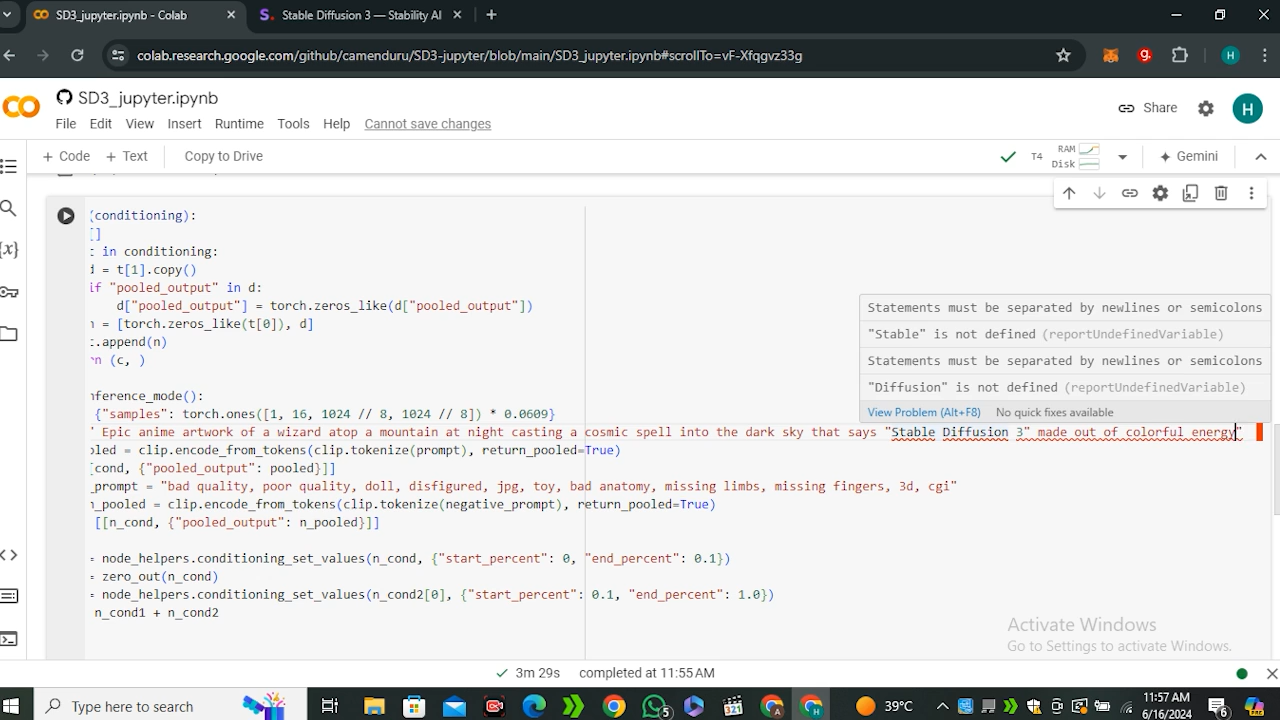 SD3_jupyter.ipynb - Colab
Stable Diffusion 3 — Stability AI
colab.research.google.com/github/camenduru/SD3-jupyter/blob/main/SD3_jupyter.ipynb#scrollTo=vF-Xfqgvz33g
H
SD3_jupyter.ipynb
Share
H
File Edit View Insert Runtime Tools Help Cannot save changes
+ Code + Text Copy to Drive
T4 RAM Disk Gemini
(conditioning):
[]
in conditioning:
= t[1].copy()
if "pooled_output" in d:
d["pooled_output"] = torch.zeros_like(d["pooled_output"])
= [torch.zeros_like(t[0]), d]
.append(n)
(c, )
Statements must be separated by newlines or semicolons
"Stable" is not defined (reportUndefinedVariable)
Statements must be separated by newlines or semicolons
"Diffusion" is not defined (reportUndefinedVariable)
View Problem (Alt+F8) No quick fixes available
nference_mode():
{"samples": torch.ones([1, 16, 1024 // 8, 1024 // 8]) * 0.0609}
" Epic anime artwork of a wizard atop a mountain at night casting a cosmic spell into the dark sky that says "Stable Diffusion 3" made out of colorful energy"
oled = clip.encode_from_tokens(clip.tokenize(prompt), return_pooled=True)
cond, {"pooled_output": pooled}]]
_prompt = "bad quality, poor quality, doll, disfigured, jpg, toy, bad anatomy, missing limbs, missing fingers, 3d, cgi"
n_pooled = clip.encode_from_tokens(clip.tokenize(negative_prompt), return_pooled=True)
[[n_cond, {"pooled_output": n_pooled}]]
= node_helpers.conditioning_set_values(n_cond, {"start_percent": 0, "end_percent": 0.1})
= zero_out(n_cond)
= node_helpers.conditioning_set_values(n_cond2[0], {"start_percent": 0.1, "end_percent": 1.0})
n_cond1 + n_cond2
Activate Windows
Go to Settings to activate Windows.
3m 29s completed at 11:55 AM
Type here to search
5
39°C
11:57 AM
6/16/2024
6